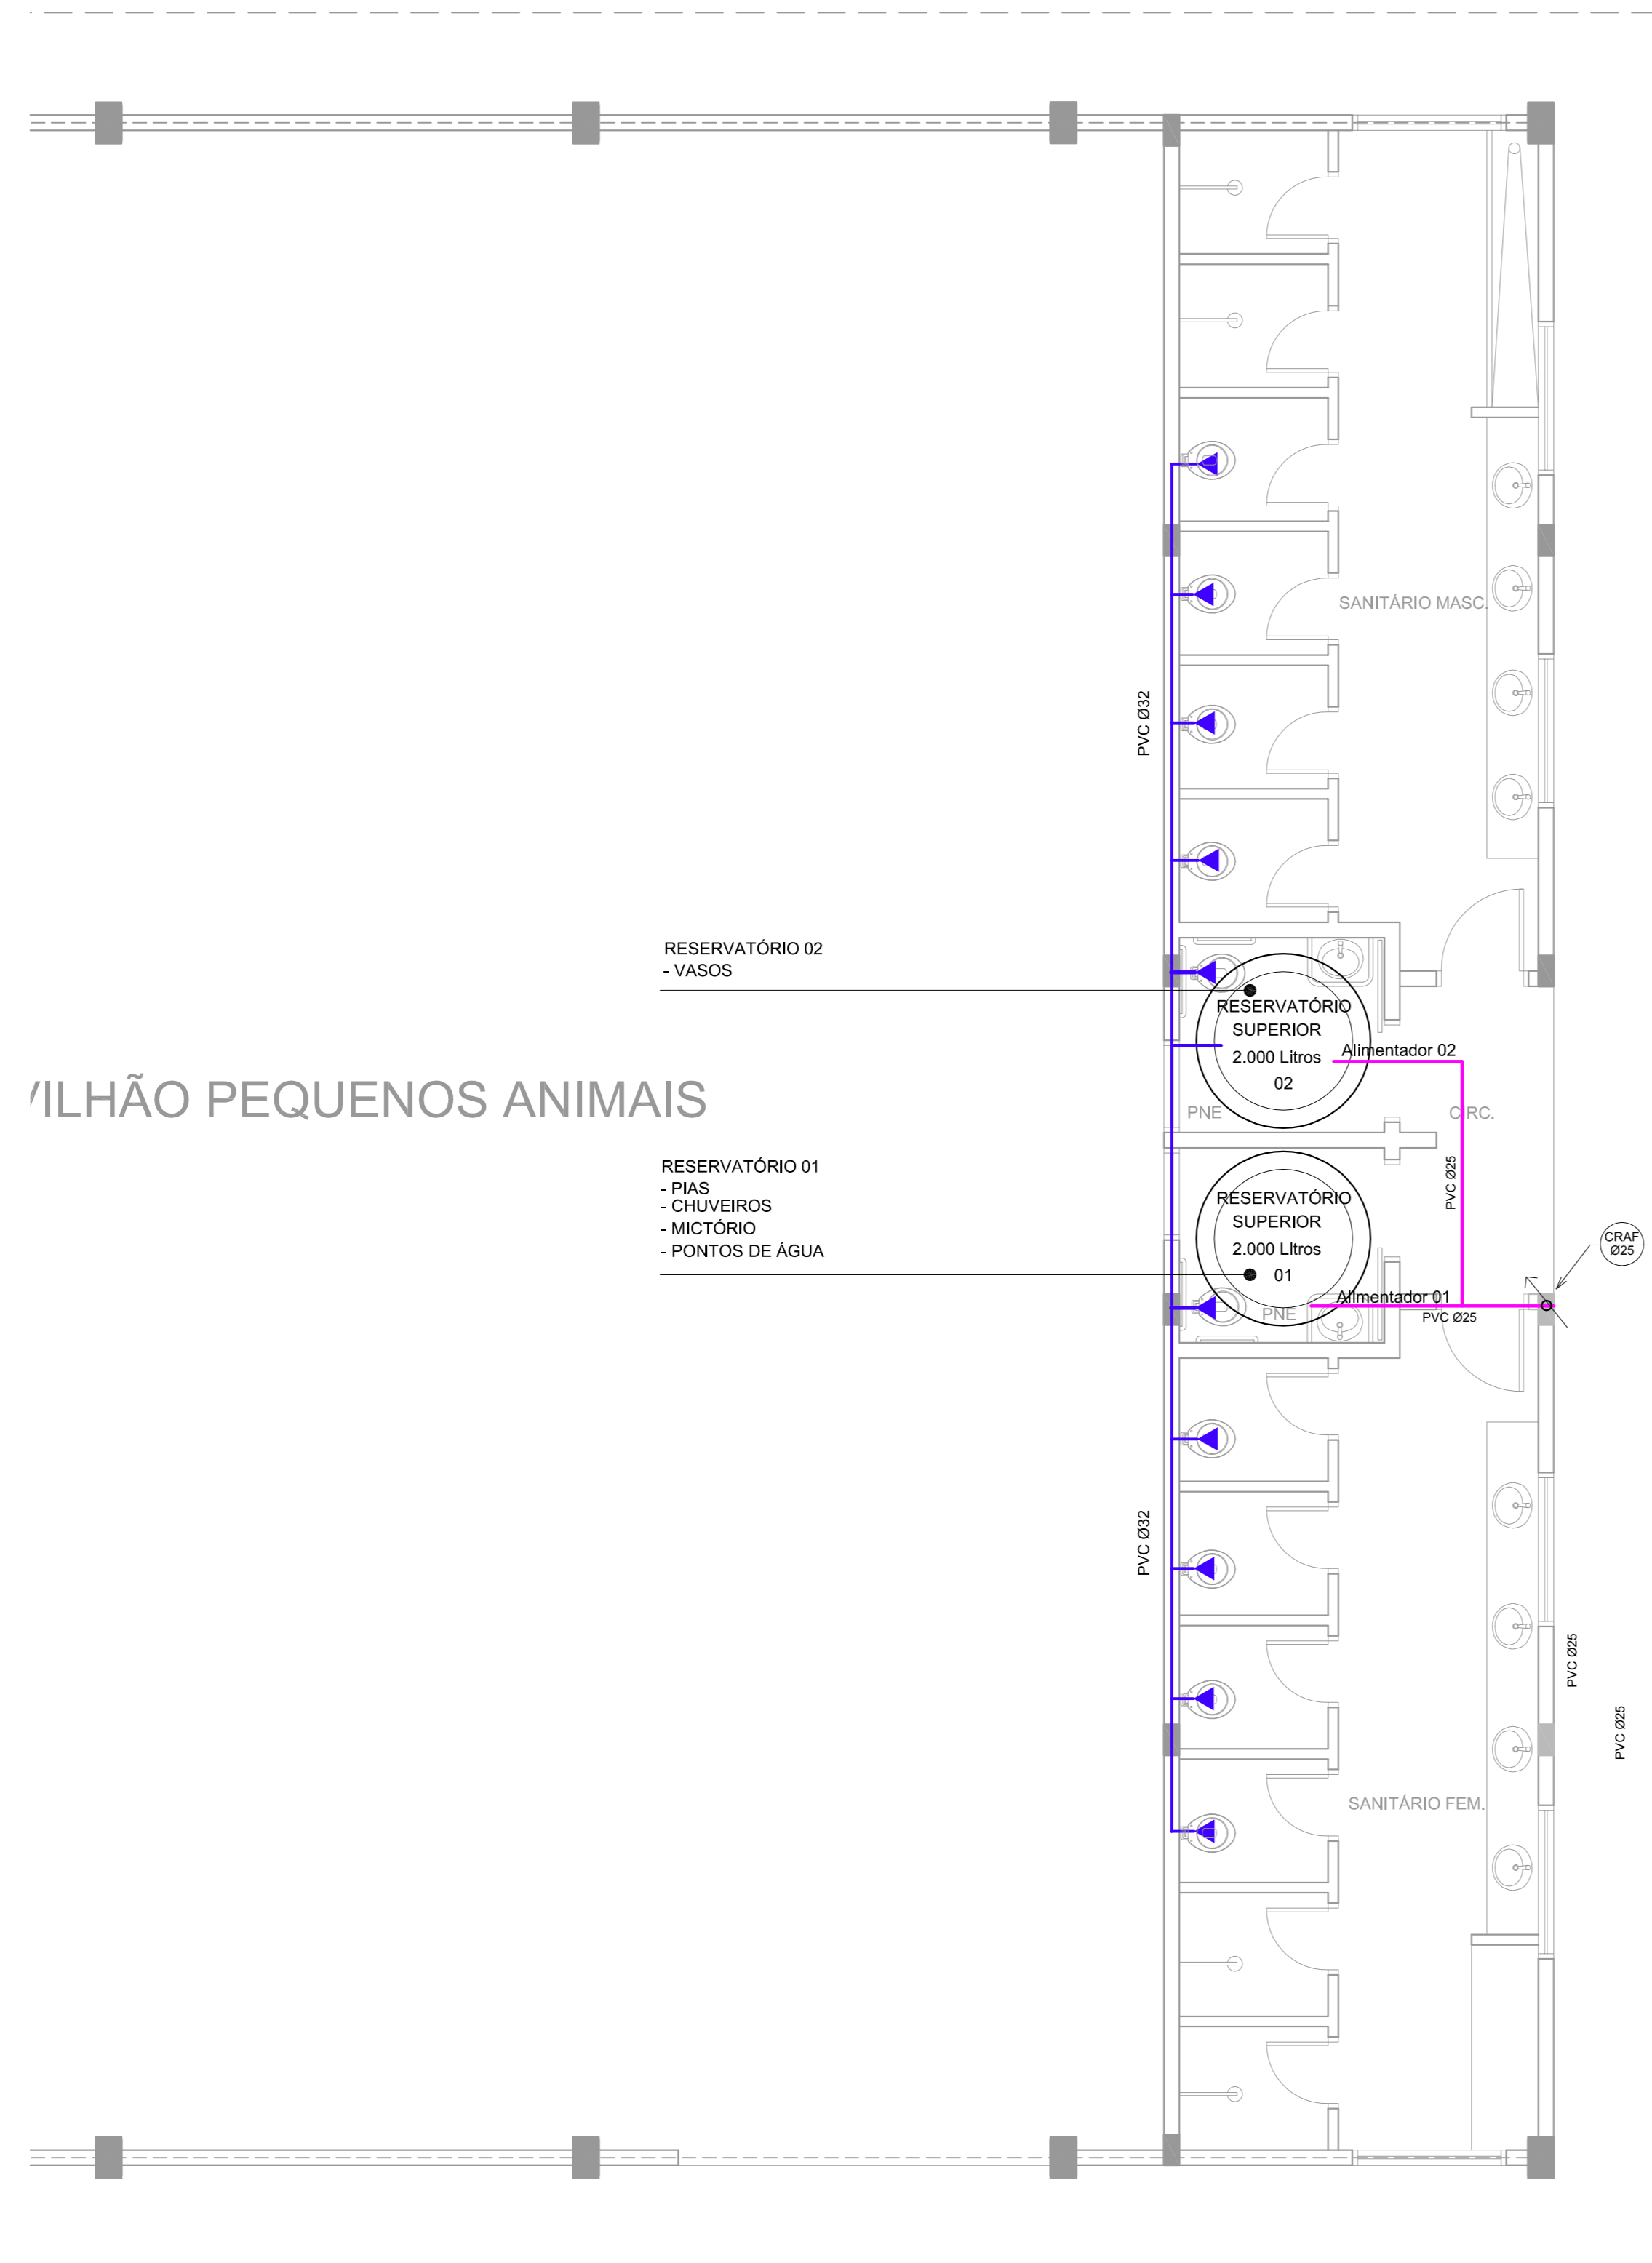 SANITÁRIO MASC.
PVC Ø32
RESERVATÓRIO 02
- VASOS
RESERVATÓRIO
SUPERIOR
2.000 Litros
02
Alimentador 02
PNE
CIRC.
VILHÃO PEQUENOS ANIMAIS
RESERVATÓRIO 01
- PIAS
- CHUVEIROS
- MICTÓRIO
- PONTOS DE ÁGUA
RESERVATÓRIO
SUPERIOR
2.000 Litros
01
PVC Ø25
CRAF
Ø25
Alimentador 01
PNE
PVC Ø25
PVC Ø32
PVC Ø25
PVC Ø25
SANITÁRIO FEM.